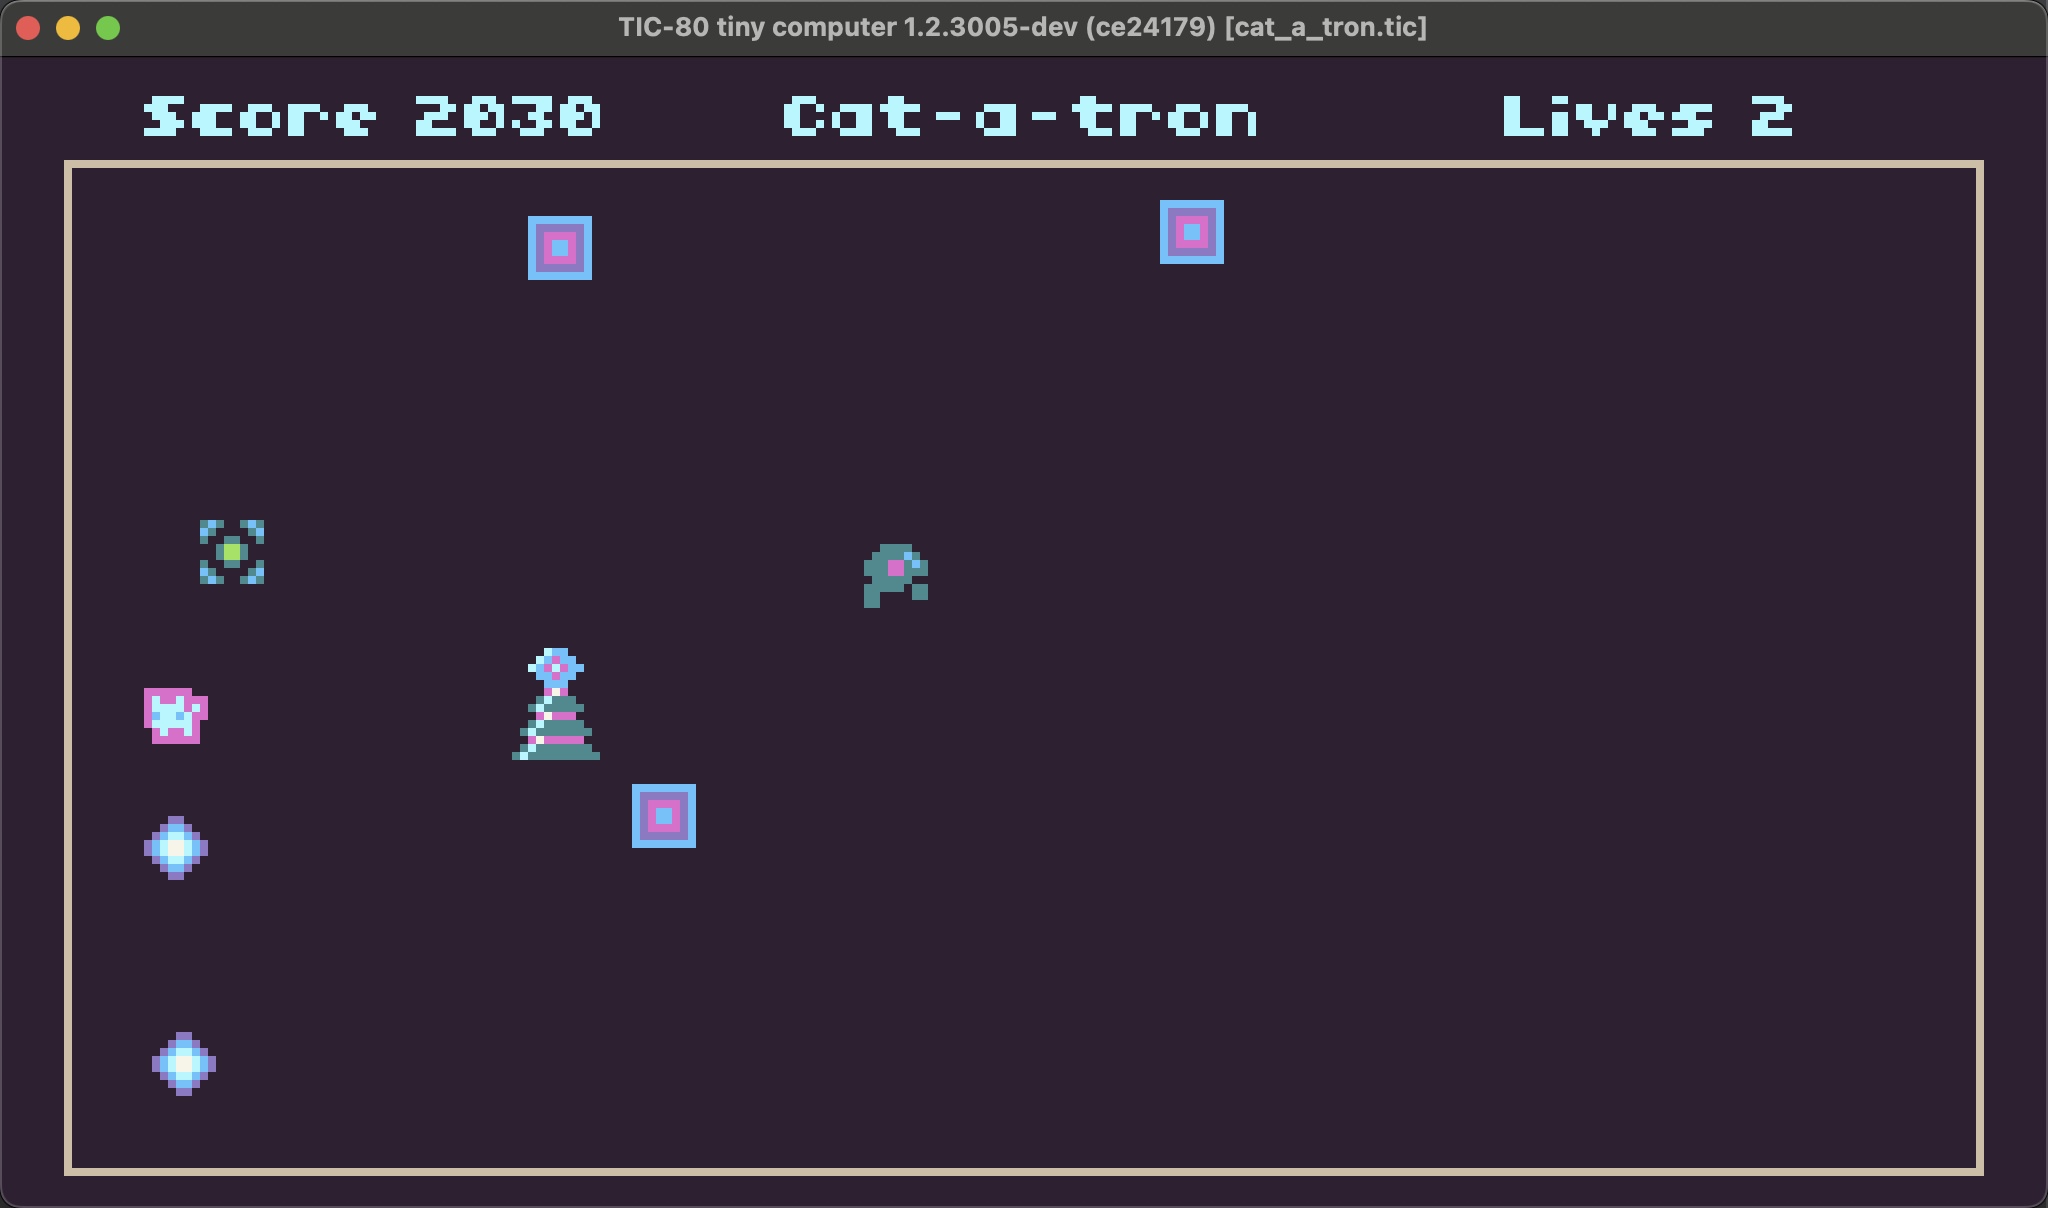 TIC-80 tiny computer 1.2.3005-dev (ce24179) [cat_a_tron.tic]
Score 2030 Cat-a-tron Lives 2